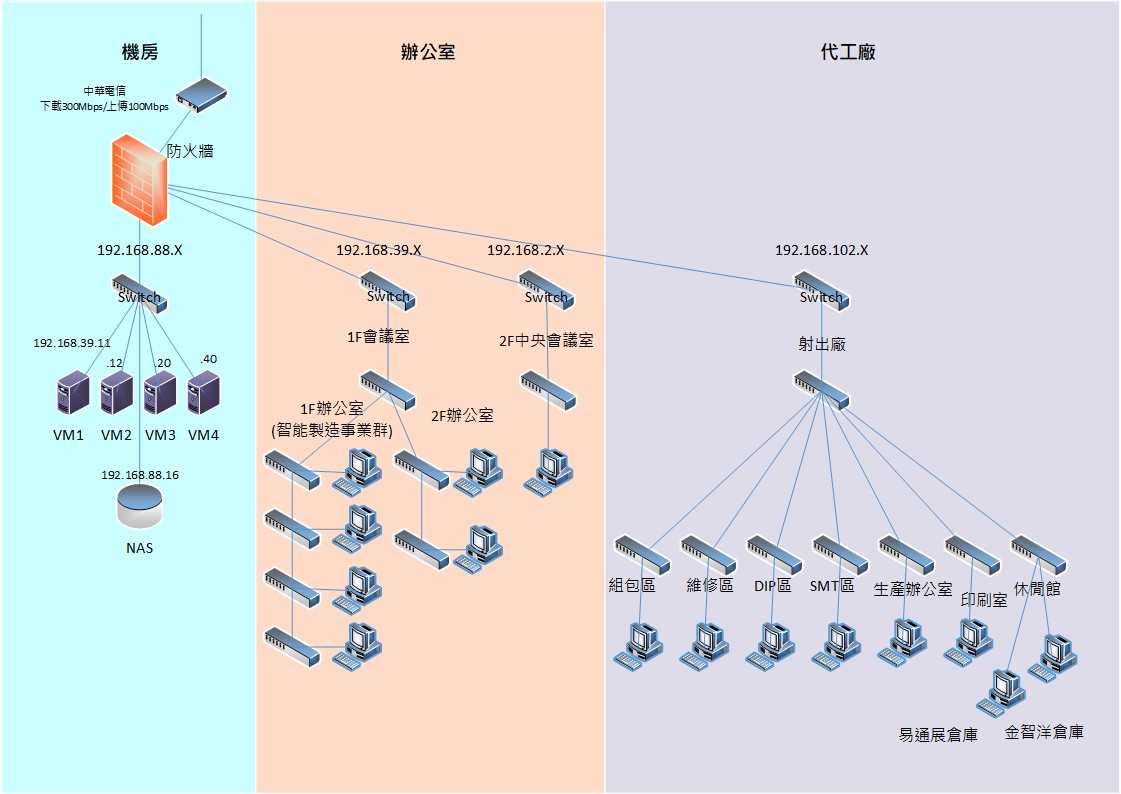 機房
辦公室
代工廠
中華電信
下載300Mbps/上傳100Mbps
防火牆
192.168.88.X
192.168.39.X
192.168.2.X
192.168.102.X
Switch
Switch
Switch
Switch
1F會議室
2F中央會議室
射出廠
192.168.39.11
.12
.20
.40
VM1
VM2
VM3
VM4
1F辦公室
(智能製造事業群)
2F辦公室
192.168.88.16
NAS
組包區
維修區
DIP區
SMT區
生產辦公室
印刷室
休閒館
易通展倉庫
金智洋倉庫